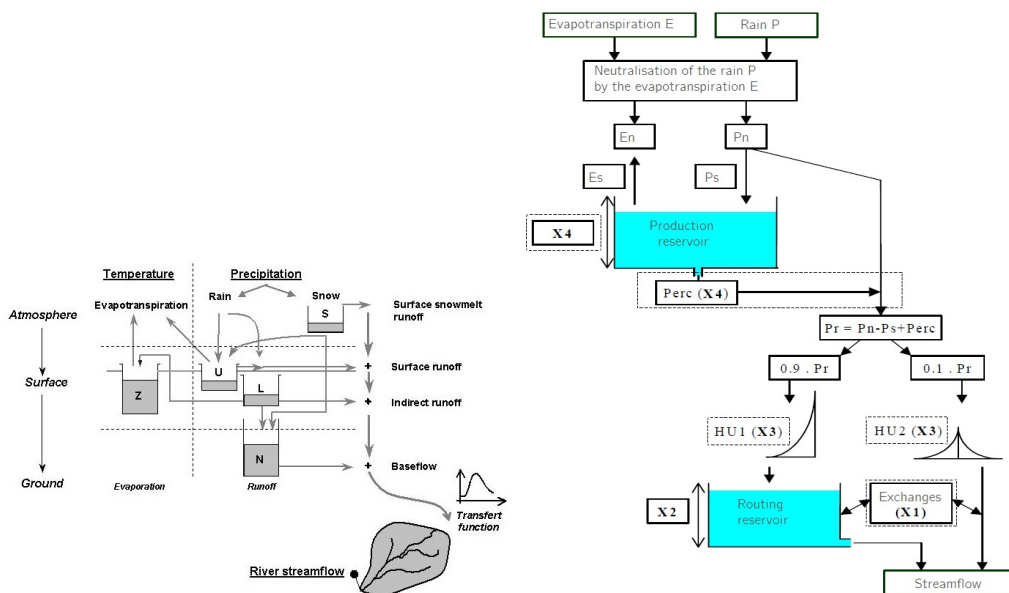 Temperature
Precipitation
Evapotranspiration
Rain
Snow
S
Surface snowmelt
runoff
Atmosphere
Surface
Ground
U
Z
L
N
+
Surface runoff
+
Indirect runoff
+
Baseflow
Evaporation
Runoff
Transfert
function
River streamflow
Evapotranspiration E
Rain P
Neutralisation of the rain P
by the evapotranspiration E
En
Pn
Es
Ps
X4
Production
reservoir
Perc (X4)
Pr = Pn-Ps+Perc
0.9 . Pr
0.1 . Pr
HU1 (X3)
HU2 (X3)
X2
Routing
reservoir
Exchanges
(X1)
Streamflow